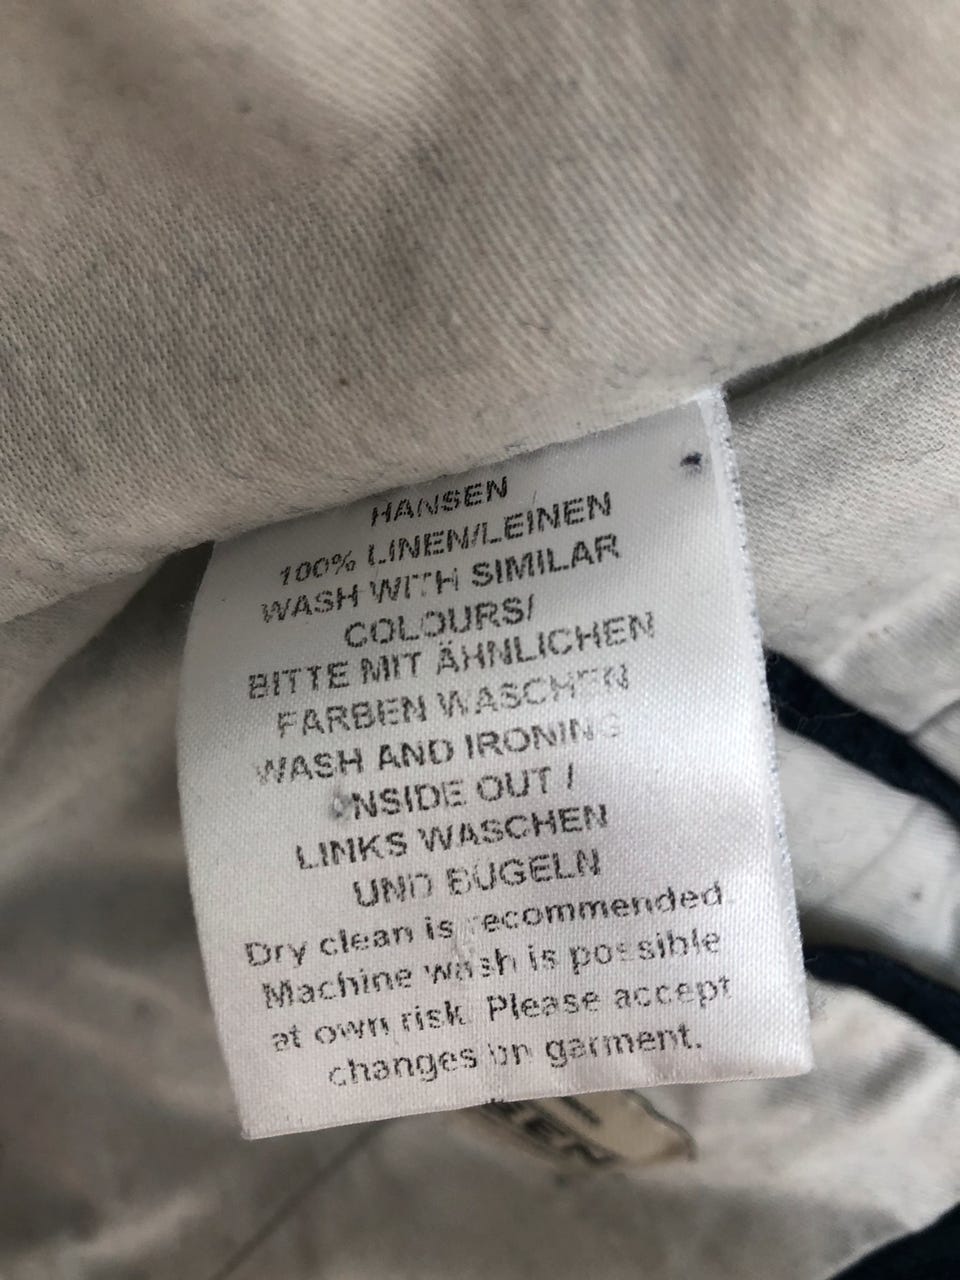 HANSEN
100% LINEN/LEINEN
WASH WITH SIMILAR
COLOURS/
BITTE MIT ÄHNLICHEN
FARBEN WASCHEN
WASH AND IRONING
INSIDE OUT /
LINKS WASCHEN
UND BUGELN
Dry clean is recommended.
Machine wash is possible
at own risk. Please accept
changes on garment.